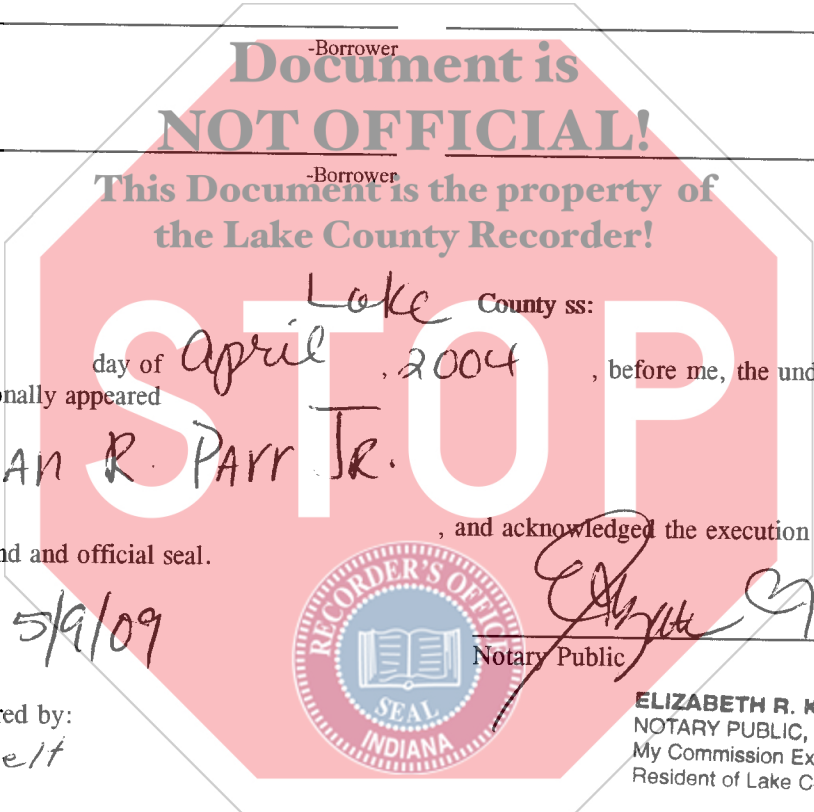 -Borrower
Document is
NOT OFFICIAL!
-Borrower
This Document is the property of
the Lake County Recorder!
STOP
Lake County ss:
day of April , 2004 , before me, the und
onally appeared
an R. Parr Jr.
, and acknowledged the execution
nd and official seal.
5/9/09
Notary Public
RECORDER'S OFFICE
SEAL
INDIANA
red by:
elt
ELIZABETH R. K
NOTARY PUBLIC,
My Commission Ex
Resident of Lake C